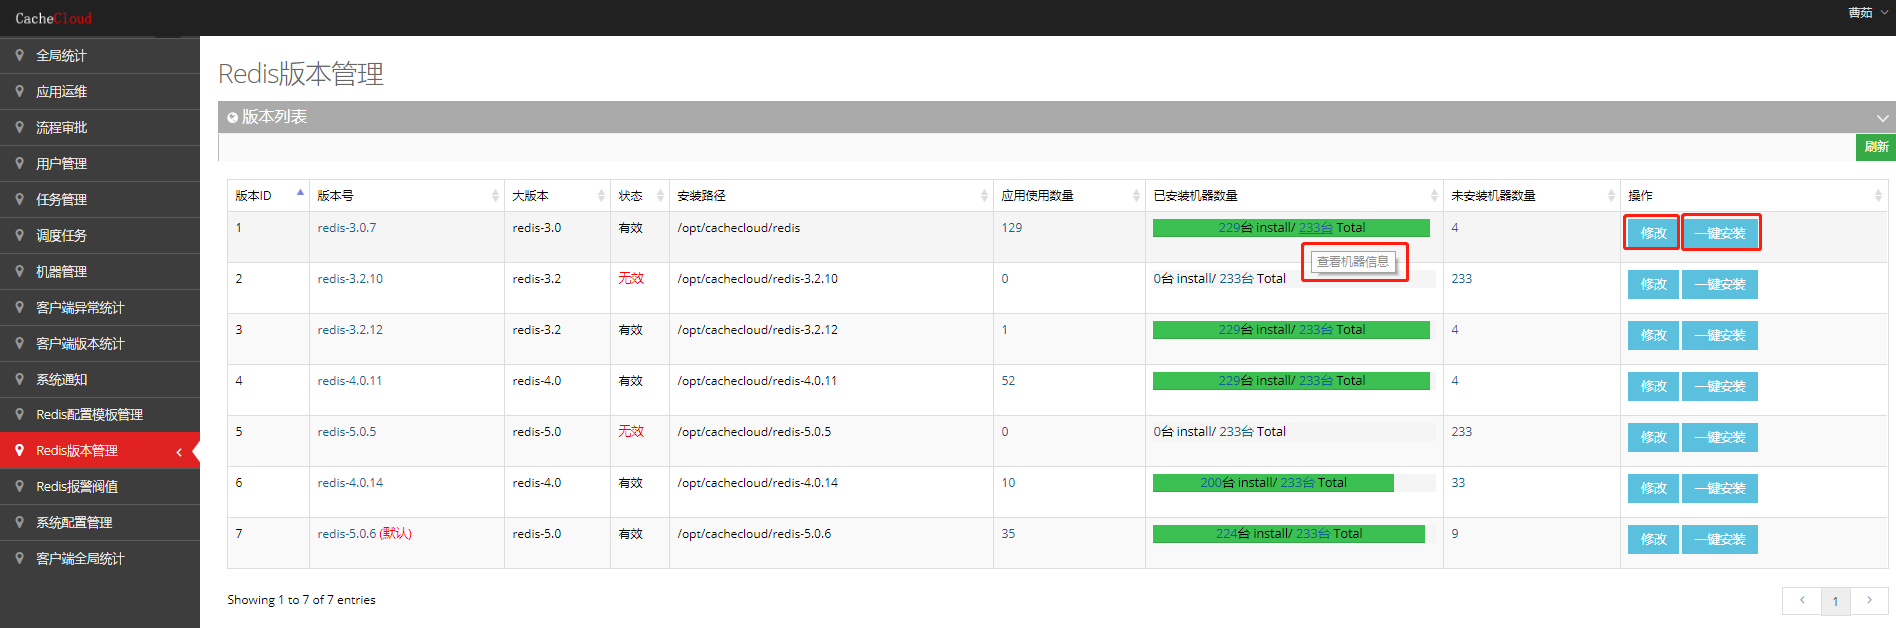 CacheCloud
曹茹
全局统计
应用运维
流程审批
用户管理
任务管理
调度任务
机器管理
客户端异常统计
客户端版本统计
系统通知
Redis配置模板管理
Redis版本管理
Redis报警阀值
系统配置管理
客户端全局统计
Redis版本管理
版本列表
刷新
版本ID 版本号 大版本 状态 安装路径 应用使用数量 已安装机器数量 未安装机器数量 操作
1 redis-3.0.7 redis-3.0 有效 /opt/cachecloud/redis 129 229台 install/ 233台 Total 4 修改 一键安装
查看机器信息
2 redis-3.2.10 redis-3.2 无效 /opt/cachecloud/redis-3.2.10 0 0台 install/ 233台 Total 233 修改 一键安装
3 redis-3.2.12 redis-3.2 有效 /opt/cachecloud/redis-3.2.12 1 229台 install/ 233台 Total 4 修改 一键安装
4 redis-4.0.11 redis-4.0 有效 /opt/cachecloud/redis-4.0.11 52 229台 install/ 233台 Total 4 修改 一键安装
5 redis-5.0.5 redis-5.0 无效 /opt/cachecloud/redis-5.0.5 0 0台 install/ 233台 Total 233 修改 一键安装
6 redis-4.0.14 redis-4.0 有效 /opt/cachecloud/redis-4.0.14 10 200台 install/ 233台 Total 33 修改 一键安装
7 redis-5.0.6 (默认) redis-5.0 有效 /opt/cachecloud/redis-5.0.6 35 224台 install/ 233台 Total 9 修改 一键安装
Showing 1 to 7 of 7 entries
1